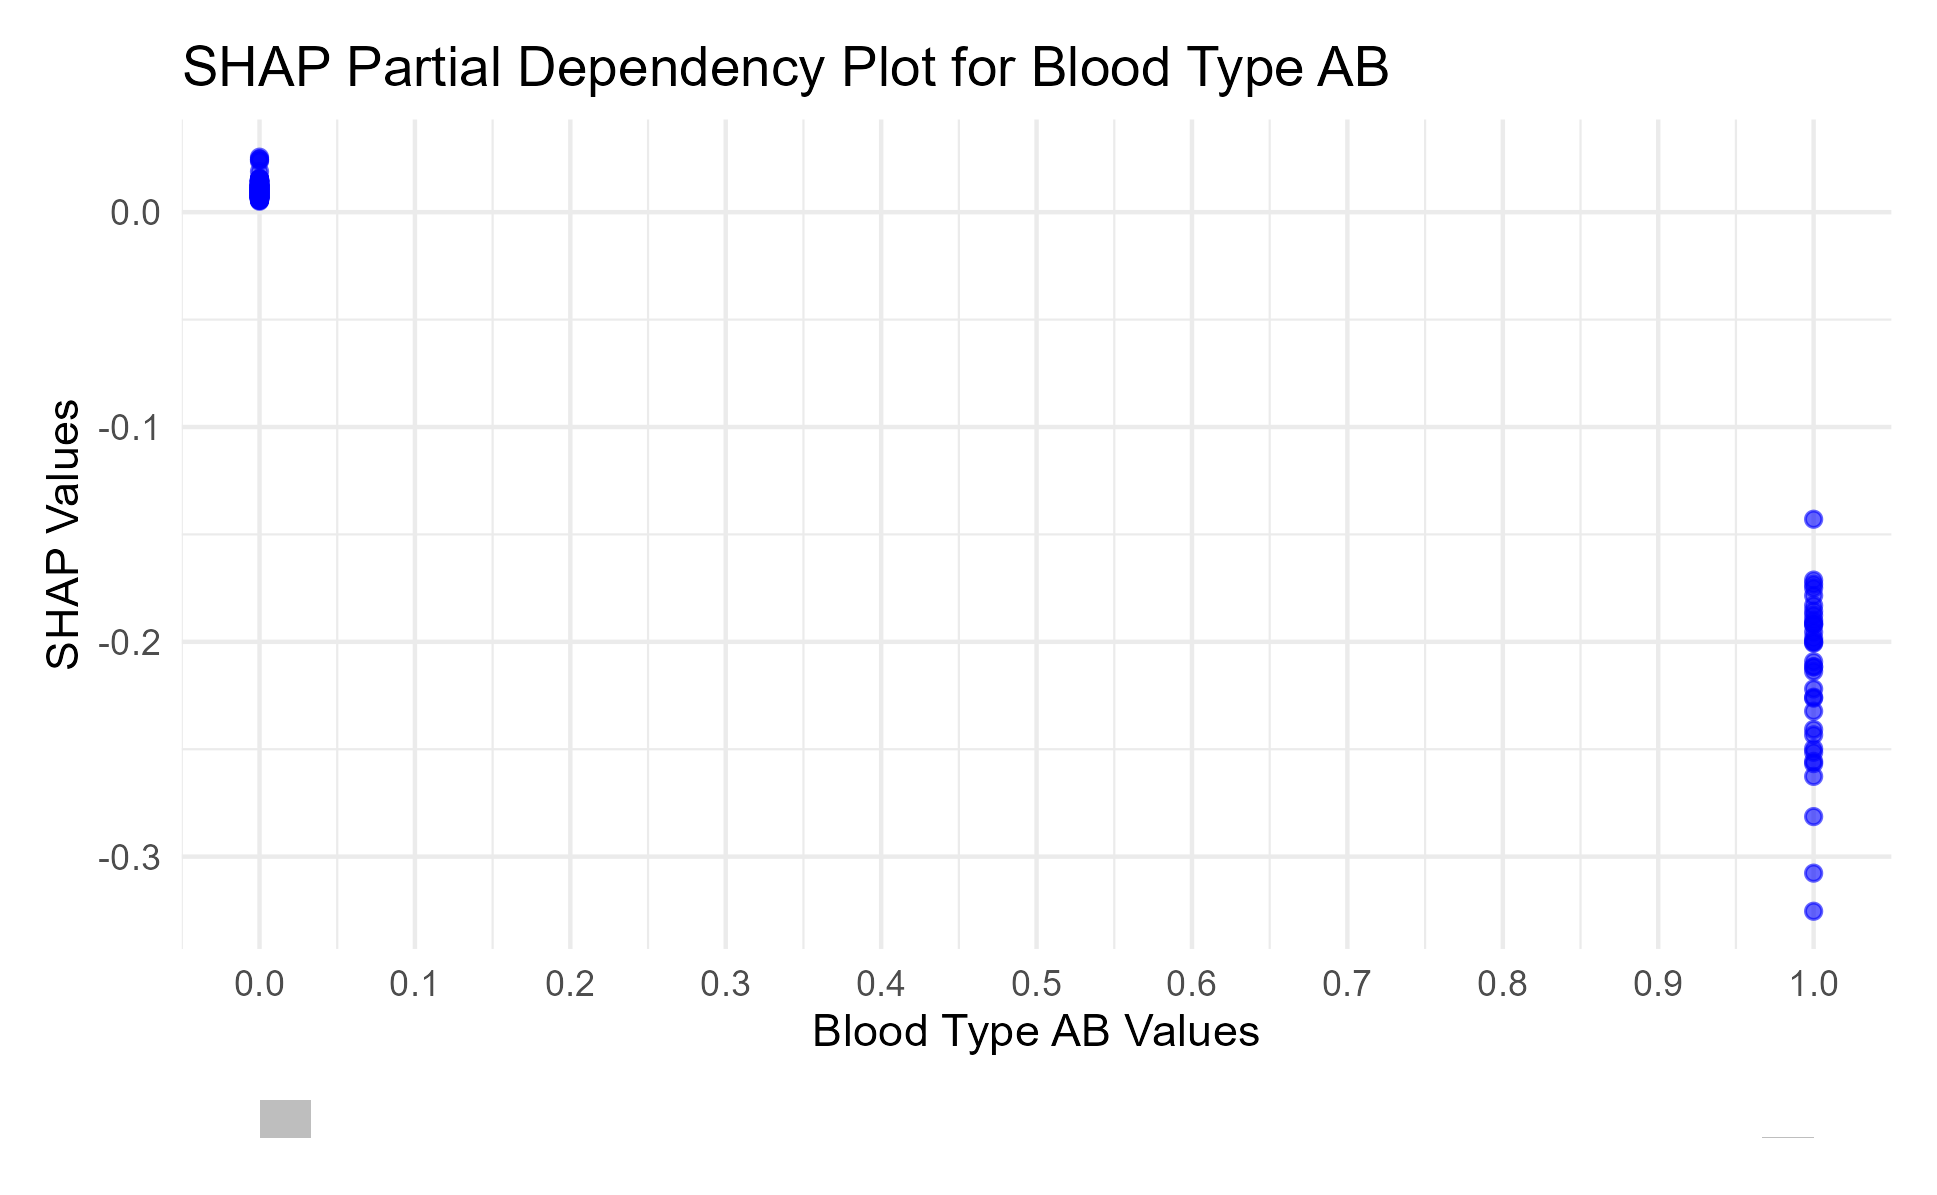 SHAP Partial Dependency Plot for Blood Type AB
SHAP Values
0.0
-0.1
-0.2
-0.3
0.0 0.1 0.2 0.3 0.4 0.5 0.6 0.7 0.8 0.9 1.0
Blood Type AB Values